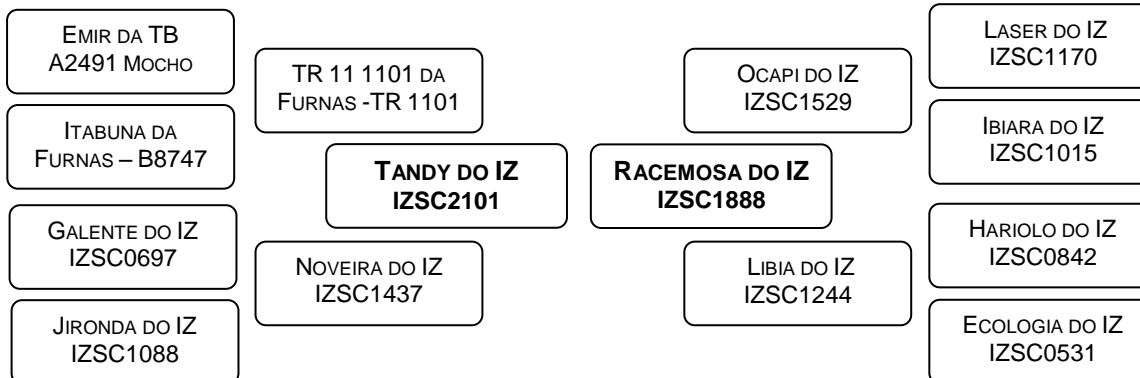 EMIR DA TB
A2491 MOCHO
ITABUNA DA
FURNAS – B8747
GALENTE DO IZ
IZSC0697
JIRONDA DO IZ
IZSC1088
TR 11 1101 DA
FURNAS -TR 1101
NOVEIRA DO IZ
IZSC1437
TANDY DO IZ
IZSC2101
RACEMOSA DO IZ
IZSC1888
OCAPI DO IZ
IZSC1529
LIBIA DO IZ
IZSC1244
LASER DO IZ
IZSC1170
IBIARA DO IZ
IZSC1015
HARIOLO DO IZ
IZSC0842
ECOLOGIA DO IZ
IZSC0531